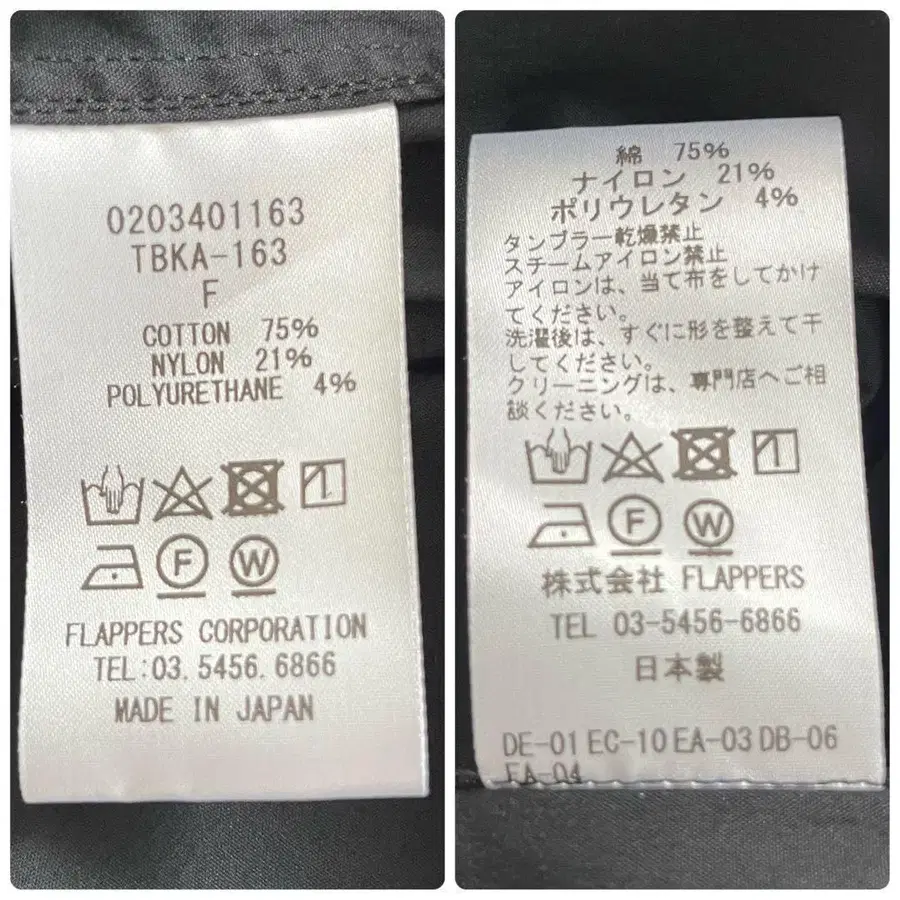 0203401163
TBKA-163
F
COTTON 75%
NYLON 21%
POLYURETHANE 4%
F W
FLAPPERS CORPORATION
TEL:03.5456.6866
MADE IN JAPAN
綿 75%
ナイロン 21%
ポリウレタン 4%
タンブラー乾燥禁止
スチームアイロン禁止
アイロンは、当て布をしてかけ
てください。
洗濯後は、すぐに形を整えて干
してください。
クリーニングは、専門店へご相
談ください。
F W
株式会社 FLAPPERS
TEL 03-5456-6866
日本製
DE-01 EC-10 EA-03 DB-06
FA-04